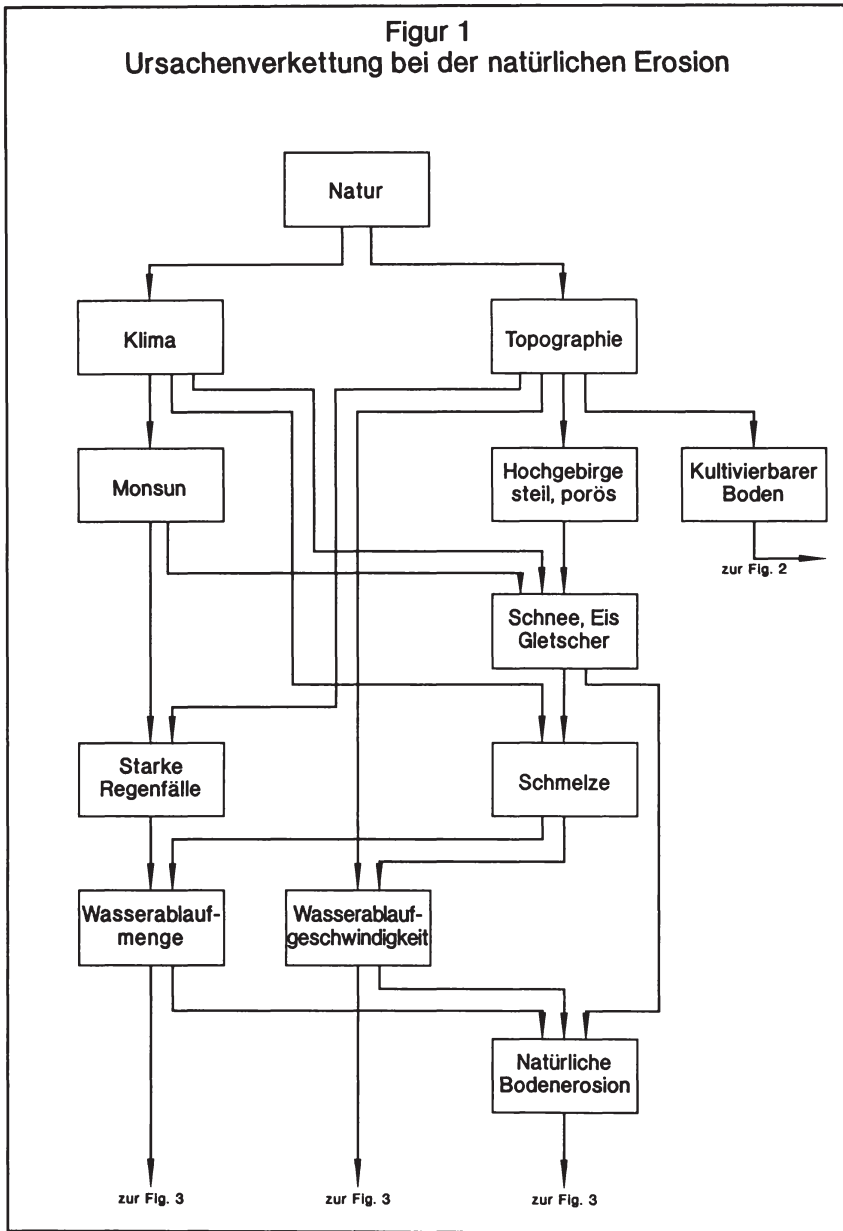 Figur 1
Ursachenverkettung bei der natürlichen Erosion
Natur
Klima
Topographie
Monsun
Hochgebirge
steil, porös
Kultivierbarer
Boden
zur Fig. 2
Schnee, Eis
Gletscher
Starke
Regenfälle
Schmelze
Wasserablauf-
menge
Wasserablauf-
geschwindigkeit
Natürliche
Bodenerosion
zur Fig. 3
zur Fig. 3
zur Fig. 3